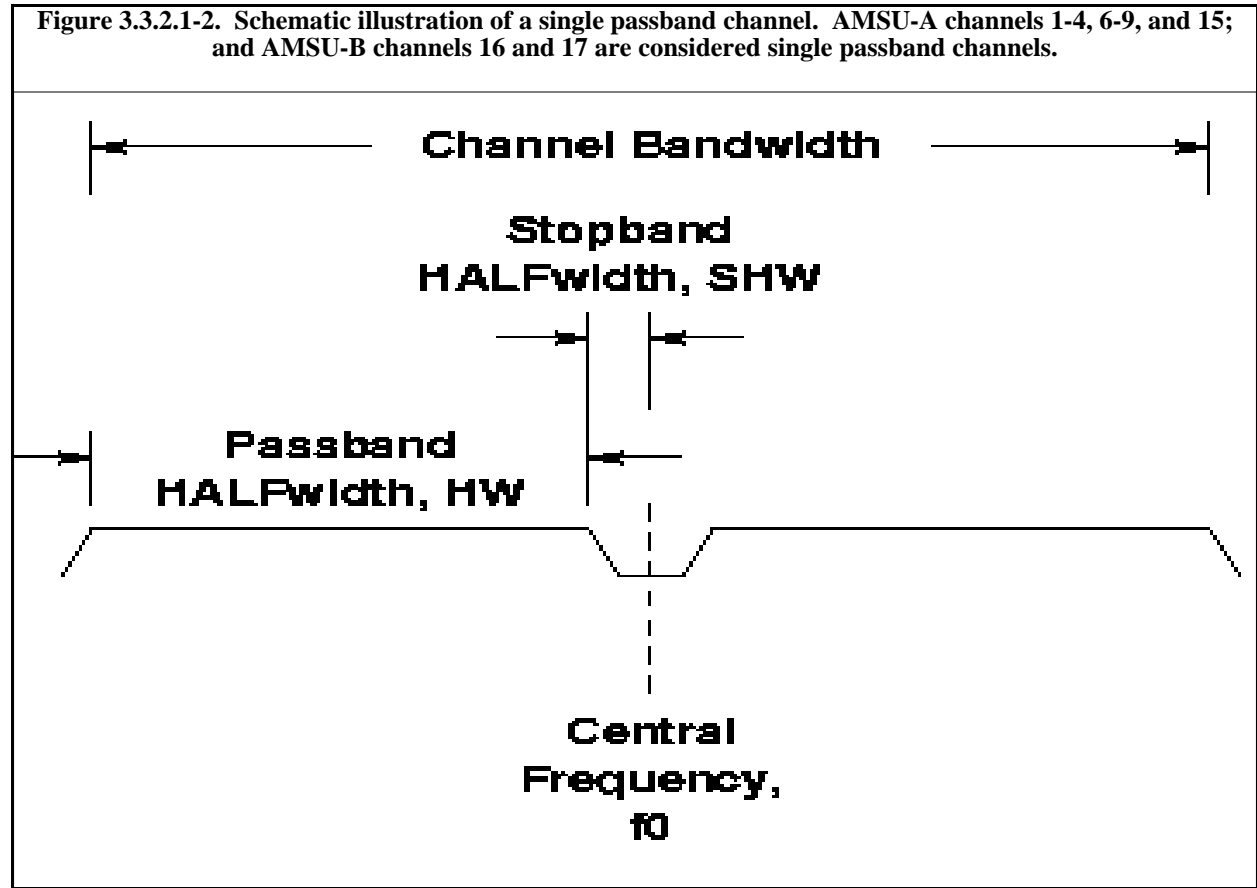 Figure 3.3.2.1-2. Schematic illustration of a single passband channel. AMSU-A channels 1-4, 6-9, and 15;
and AMSU-B channels 16 and 17 are considered single passband channels.
Channel Bandwidth
Stopband
HALFwidth, SHW
Passband
HALFwidth, HW
Central
Frequency,
f0